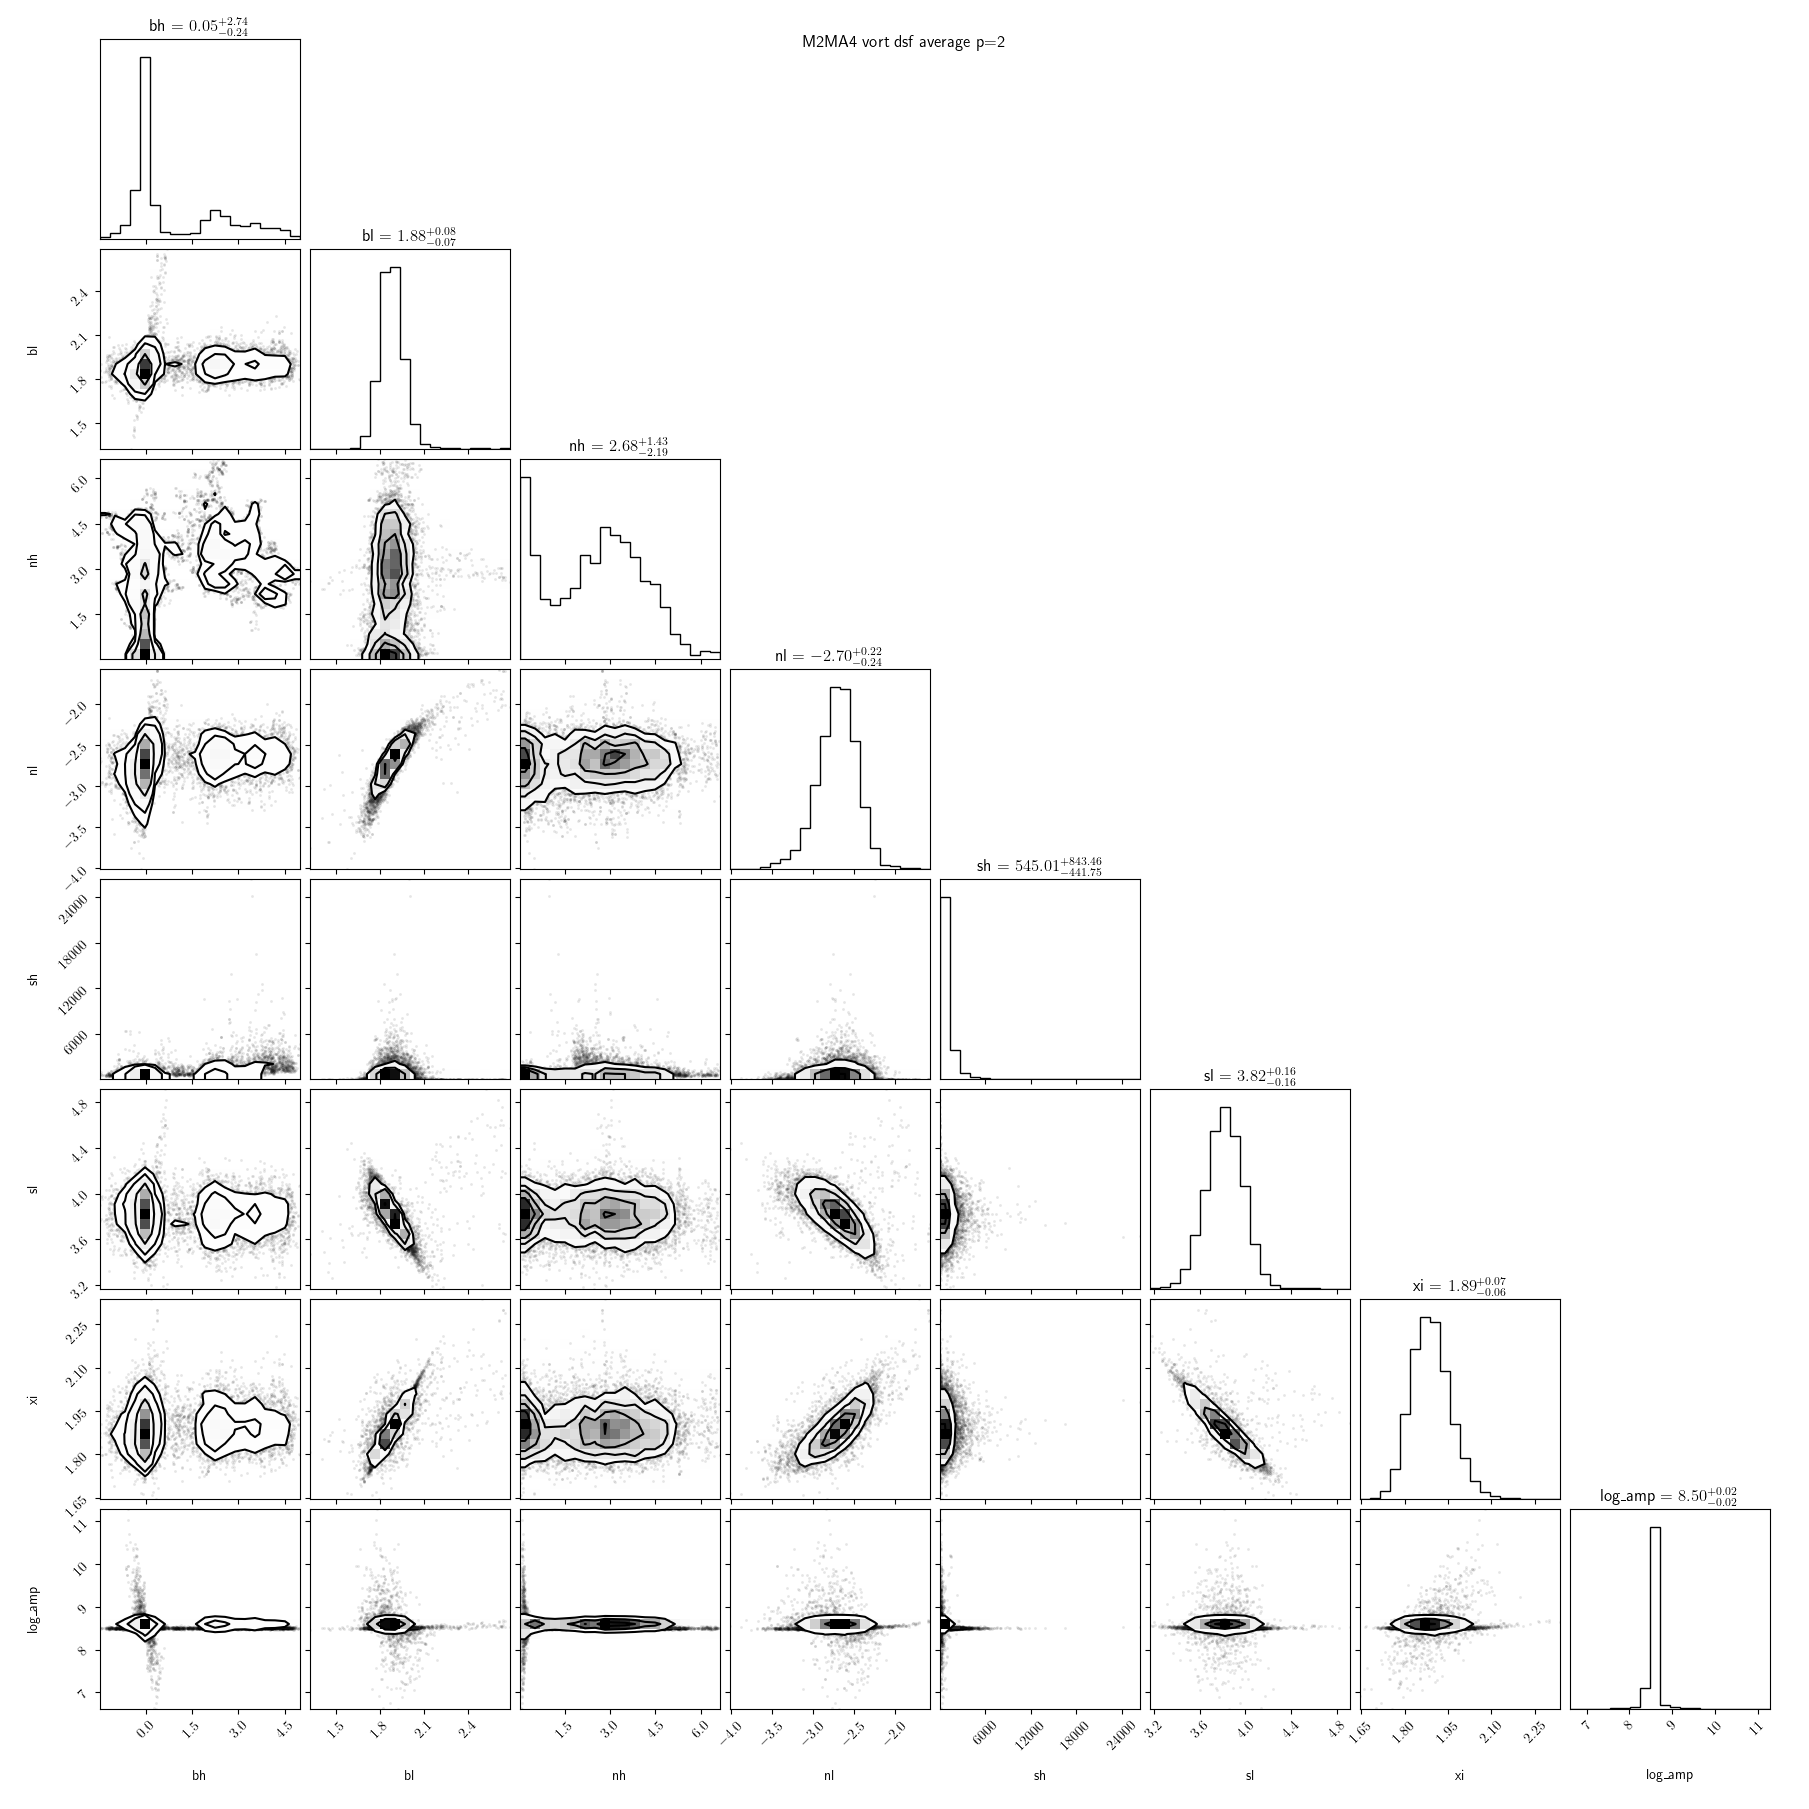 bh = 0.05+2.74−0.24
M2MA4 vort dsf average p=2
bl = 1.88+0.08−0.07
2.4
2.1
1.8
1.5
bl
nh = 2.68+1.43−2.19
6.0
4.5
3.0
1.5
nh
nl = −2.70+0.22−0.24
−2.0
−2.5
−3.0
−3.5
−4.0
nl
sh = 545.01+843.46−441.75
24000
18000
12000
6000
sh
sl = 3.82+0.16−0.16
4.8
4.4
4.0
3.6
3.2
sl
xi = 1.89+0.07−0.06
2.25
2.10
1.95
1.80
1.65
xi
log_amp = 8.50+0.02−0.02
11
10
9
8
7
log_amp
0.0 1.5 3.0 4.5 1.5 1.8 2.1 2.4 1.5 3.0 4.5 6.0 −4.0 −3.5 −3.0 −2.5 −2.0 6000 12000 18000 24000 3.2 3.6 4.0 4.4 4.8 1.65 1.80 1.95 2.10 2.25 7 8 9 10 11
bh bl nh nl sh sl xi log_amp